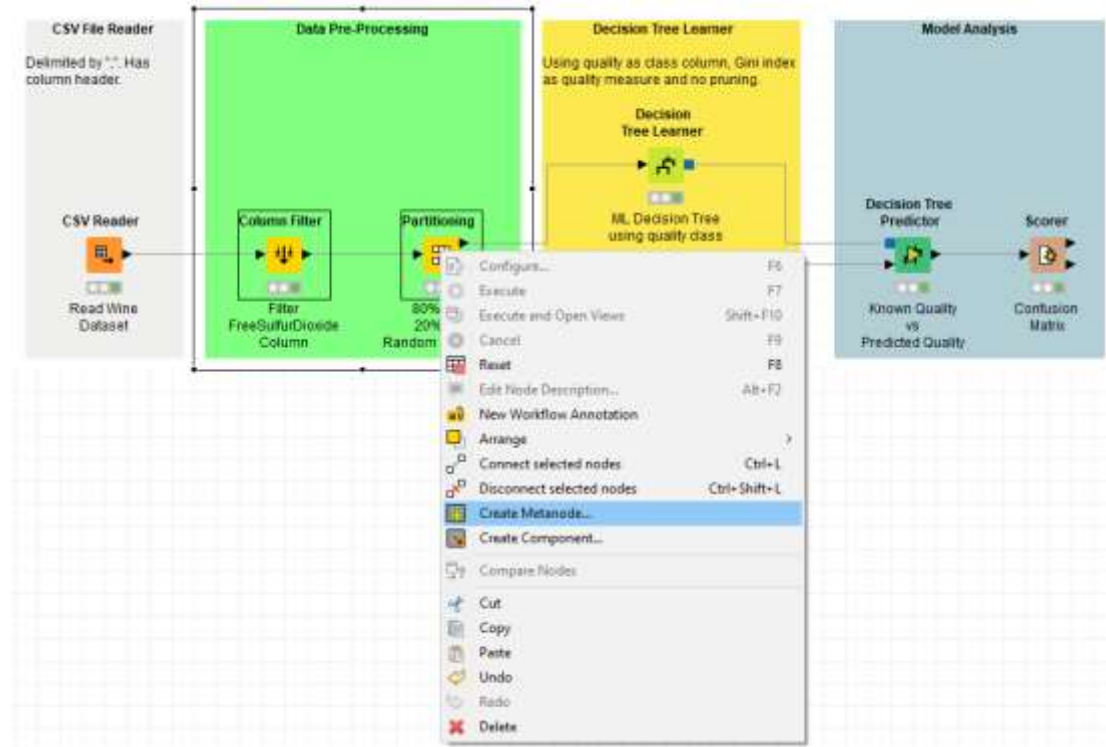 CSV File Reader
Delimited by ",". Has
column header.
Data Pre-Processing
Decision Tree Learner
Using quality as class column, Gini index
as quality measure and no pruning.
Model Analysis
Decision
Tree Learner
ML Decision Tree
using quality class
CSV Reader
Read Wine
Dataset
Column Filter
Filter
FreeSulfurDioxide
Column
Partitioning
80%
20%
Random
Decision Tree
Predictor
Known Quality
vs
Predicted Quality
Scorer
Confusion
Matrix
Configure... F6
Execute F7
Execute and Open Views Shift+F10
Cancel F9
Reset F8
Edit Node Description... Alt+F2
New Workflow Annotation
Arrange
Connect selected nodes Ctrl+L
Disconnect selected nodes Ctrl+Shift+L
Create Metanode...
Create Component...
Compare Nodes
Cut
Copy
Paste
Undo
Redo
Delete